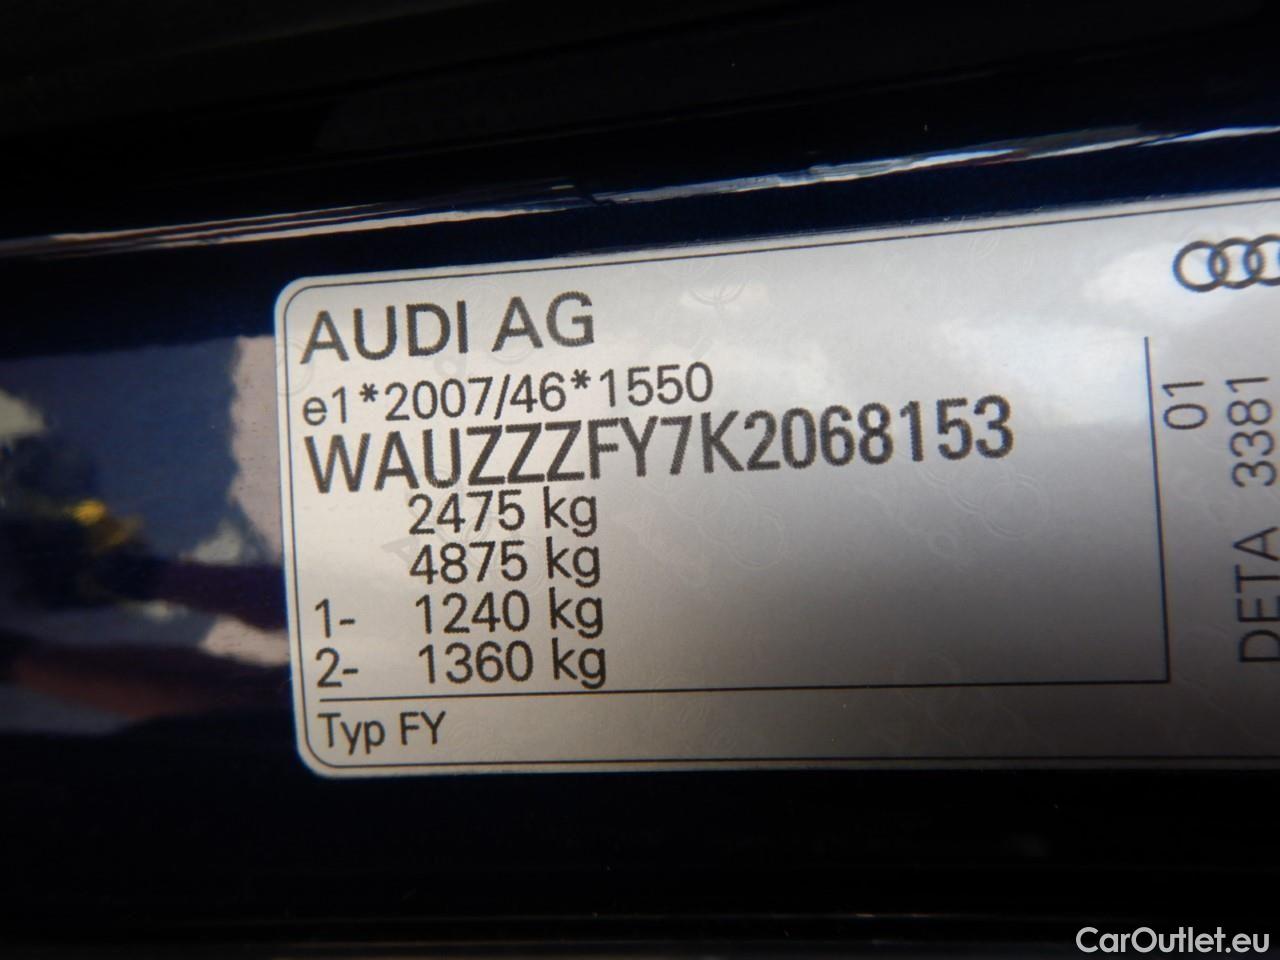 AUDI AG
e1*2007/46*1550
WAUZZZFY7K2068153
2475 kg
4875 kg
1- 1240 kg
2- 1360 kg
Typ FY
01
DETA 3381
CarOutlet.eu